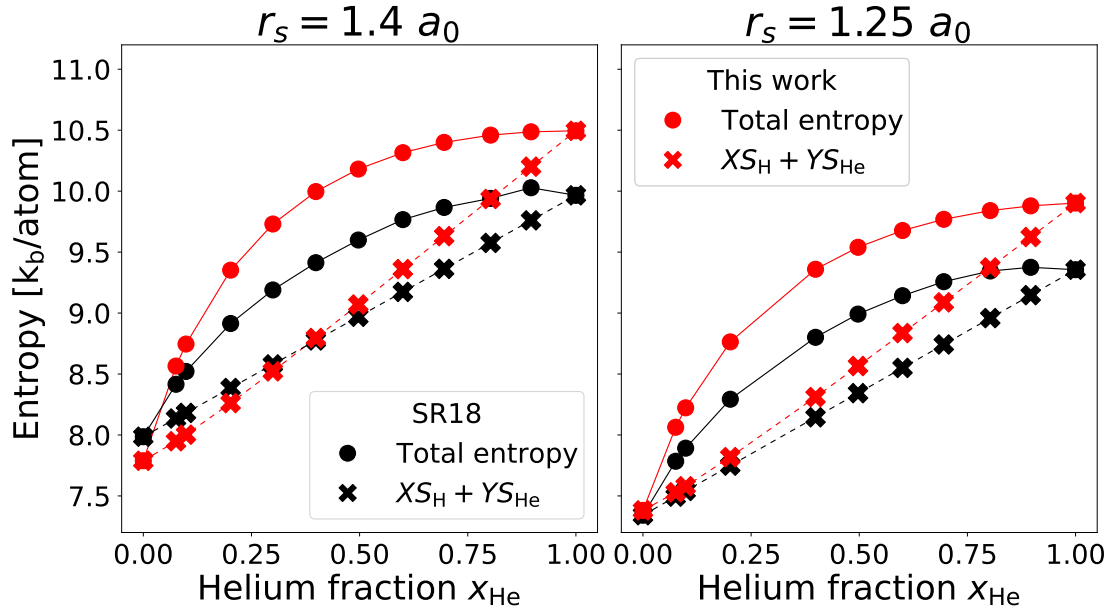 r_s = 1.4 a_0
r_s = 1.25 a_0
Entropy [k_b/atom]
11.0
10.5
10.0
9.5
9.0
8.5
8.0
7.5
SR18
Total entropy
XS_H + YS_He
This work
Total entropy
XS_H + YS_He
0.00 0.25 0.50 0.75 1.00
0.00 0.25 0.50 0.75 1.00
Helium fraction x_He
Helium fraction x_He